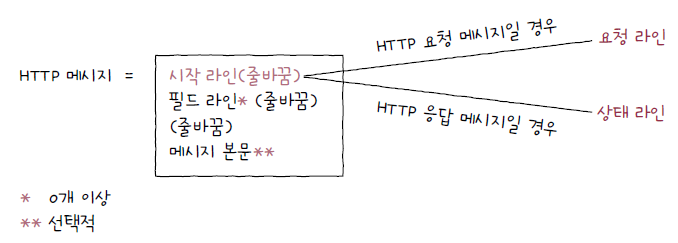 HTTP 메시지 =
시작 라인(줄바꿈)
필드 라인* (줄바꿈)
(줄바꿈)
메시지 본문**
HTTP 요청 메시지일 경우
요청 라인
HTTP 응답 메시지일 경우
상태 라인
* 0개 이상
** 선택적